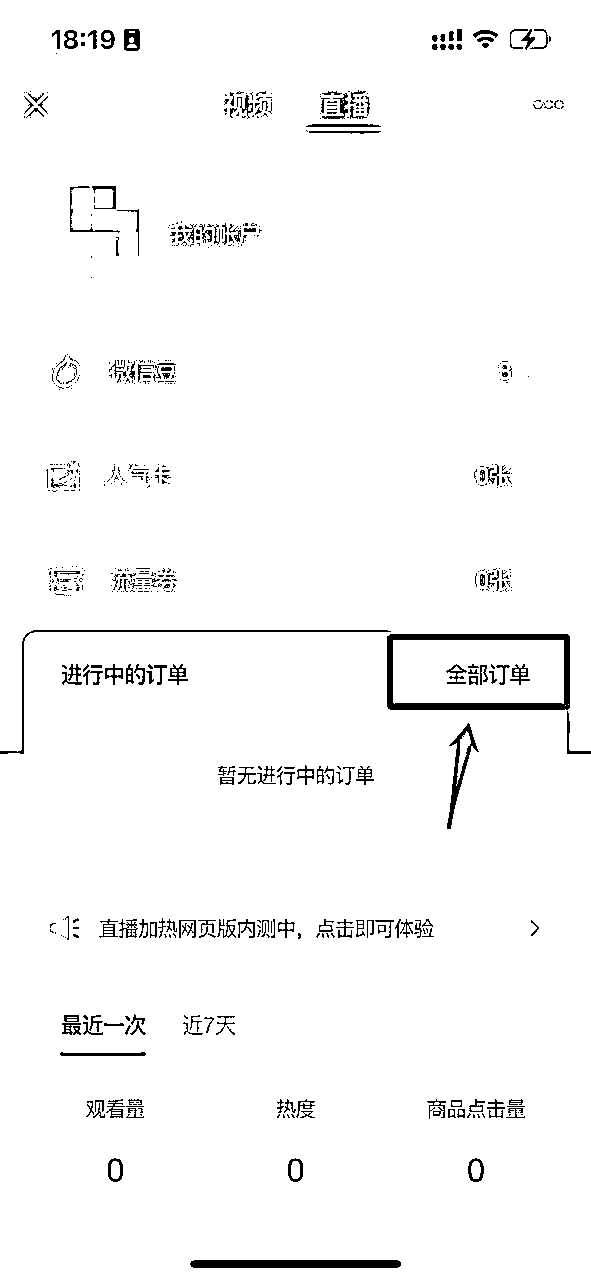 18:19
视频 直播
我的账户
微信豆 8
人气卡 0张
流量券 0张
进行中的订单 全部订单
暂无进行中的订单
直播加热网页版内测中，点击即可体验
最近一次 近7天
观看量 热度 商品点击量
0 0 0